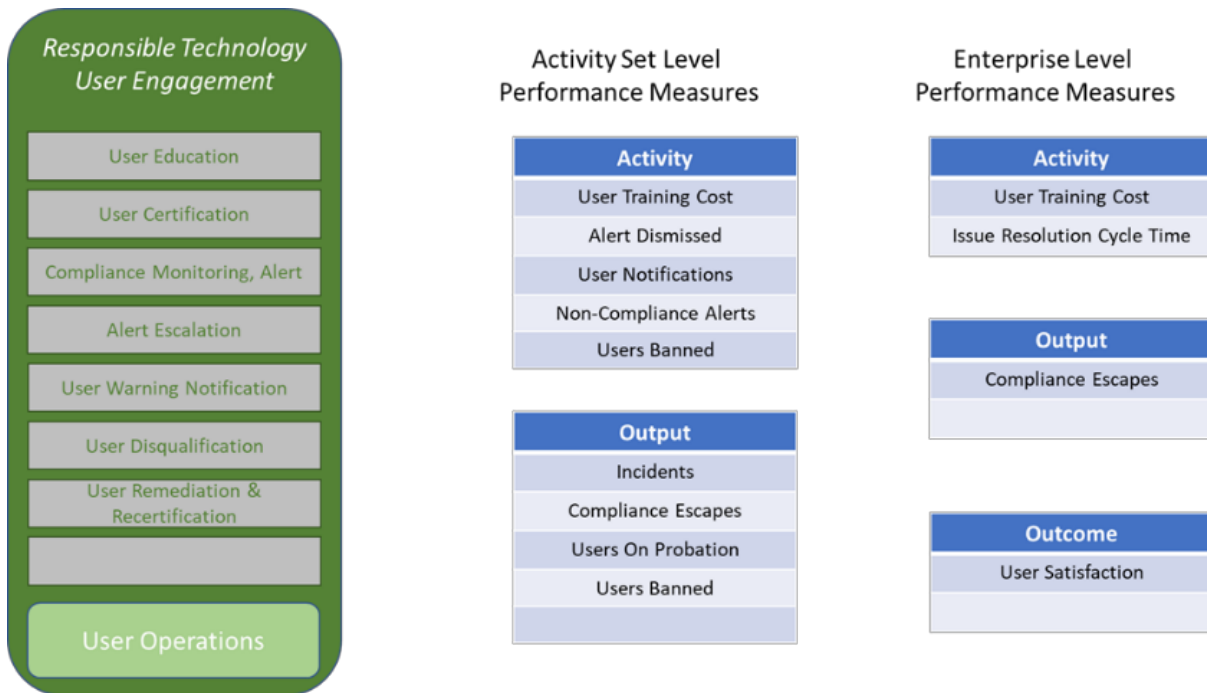 Responsible Technology
User Engagement
User Education
User Certification
Compliance Monitoring, Alert
Alert Escalation
User Warning Notification
User Disqualification
User Remediation &
Recertification
User Operations
Activity Set Level
Performance Measures
Activity
User Training Cost
Alert Dismissed
User Notifications
Non-Compliance Alerts
Users Banned
Output
Incidents
Compliance Escapes
Users On Probation
Users Banned
Enterprise Level
Performance Measures
Activity
User Training Cost
Issue Resolution Cycle Time
Output
Compliance Escapes
Outcome
User Satisfaction